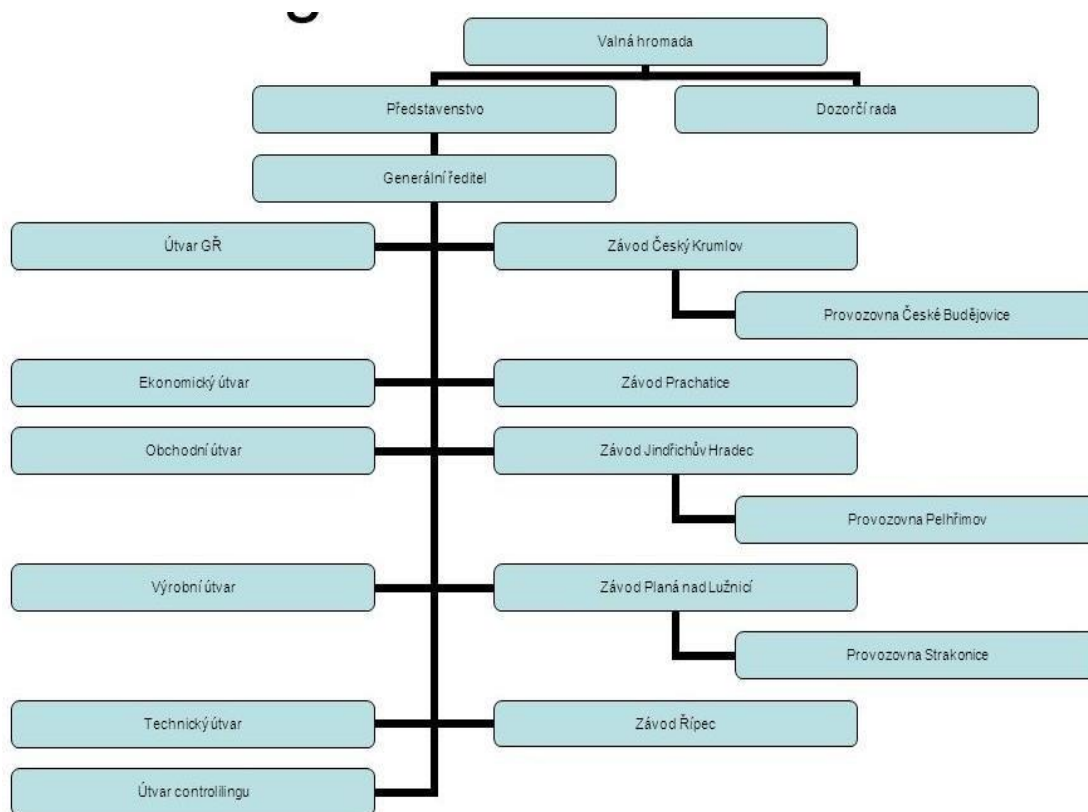 Valná hromada
Představenstvo
Dozorčí rada
Generální ředitel
Útvar GŘ
Závod Český Krumlov
Provozovna České Budějovice
Ekonomický útvar
Závod Prachatice
Obchodní útvar
Závod Jindřichův Hradec
Provozovna Pelhřimov
Výrobní útvar
Závod Planá nad Lužnicí
Provozovna Strakonice
Technický útvar
Závod Řípec
Útvar controlilingu